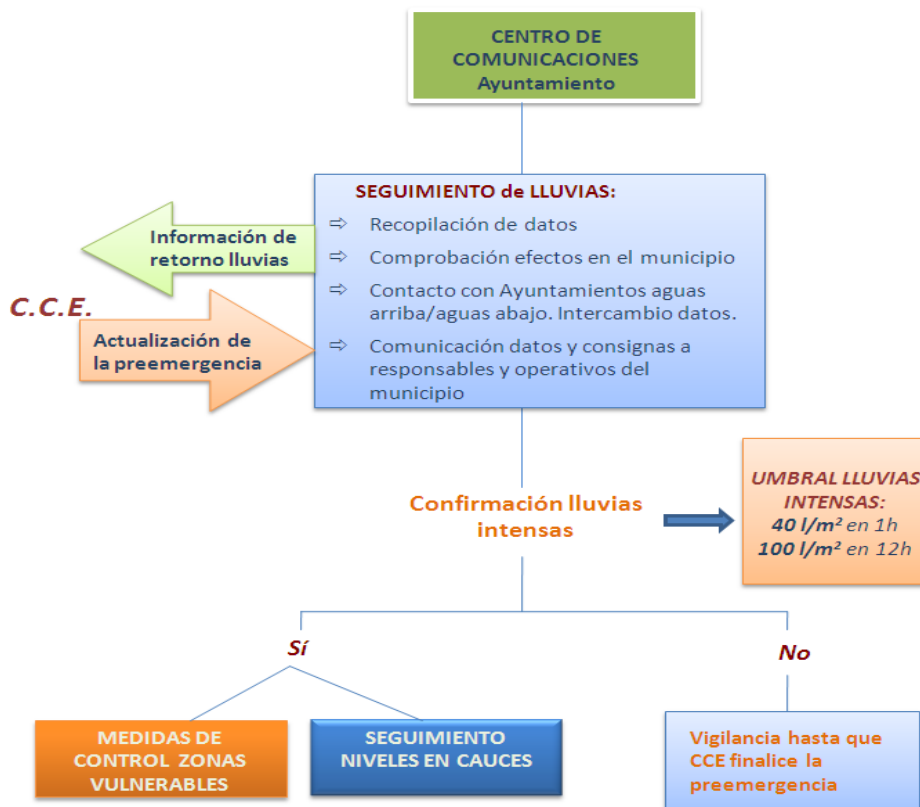 CENTRO DE
COMUNICACIONES
Ayuntamiento
SEGUIMIENTO de LLUVIAS:
⇨ Recopilación de datos
⇨ Comprobación efectos en el municipio
⇨ Contacto con Ayuntamientos aguas
arriba/aguas abajo. Intercambio datos.
⇨ Comunicación datos y consignas a
responsables y operativos del
municipio
Información de
retorno lluvias
C.C.E.
Actualización de
la preemergencia
Confirmación lluvias
intensas
UMBRAL LLUVIAS
INTENSAS:
40 l/m² en 1h
100 l/m² en 12h
Sí
No
MEDIDAS DE
CONTROL ZONAS
VULNERABLES
SEGUIMIENTO
NIVELES EN CAUCES
Vigilancia hasta que
CCE finalice la
preemergencia